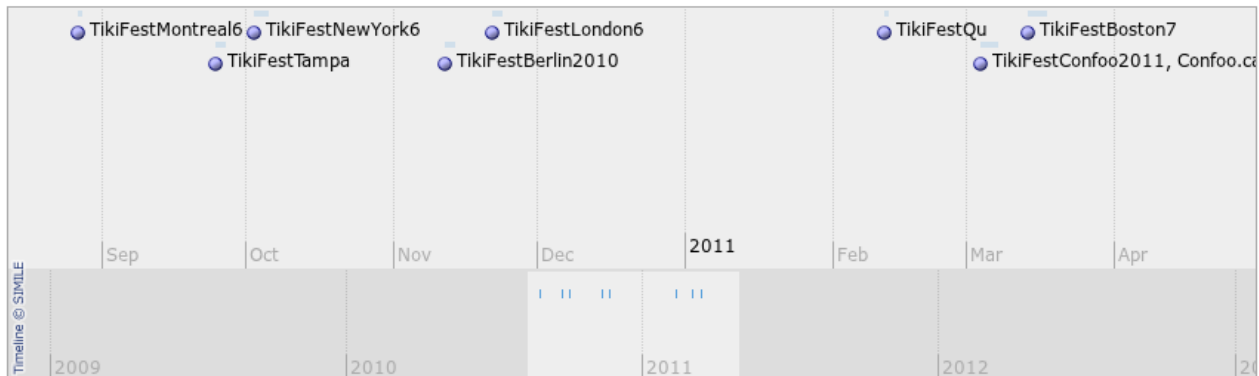 TikiFestMontreal6 TikiFestNewYork6 TikiFestLondon6 TikiFestQu TikiFestBoston7
TikiFestTampa TikiFestBerlin2010 TikiFestConfoo2011, Confoo.ca
Sep Oct Nov Dec 2011 Feb Mar Apr
Timeline © SIMILE
2009 2010 2011 2012